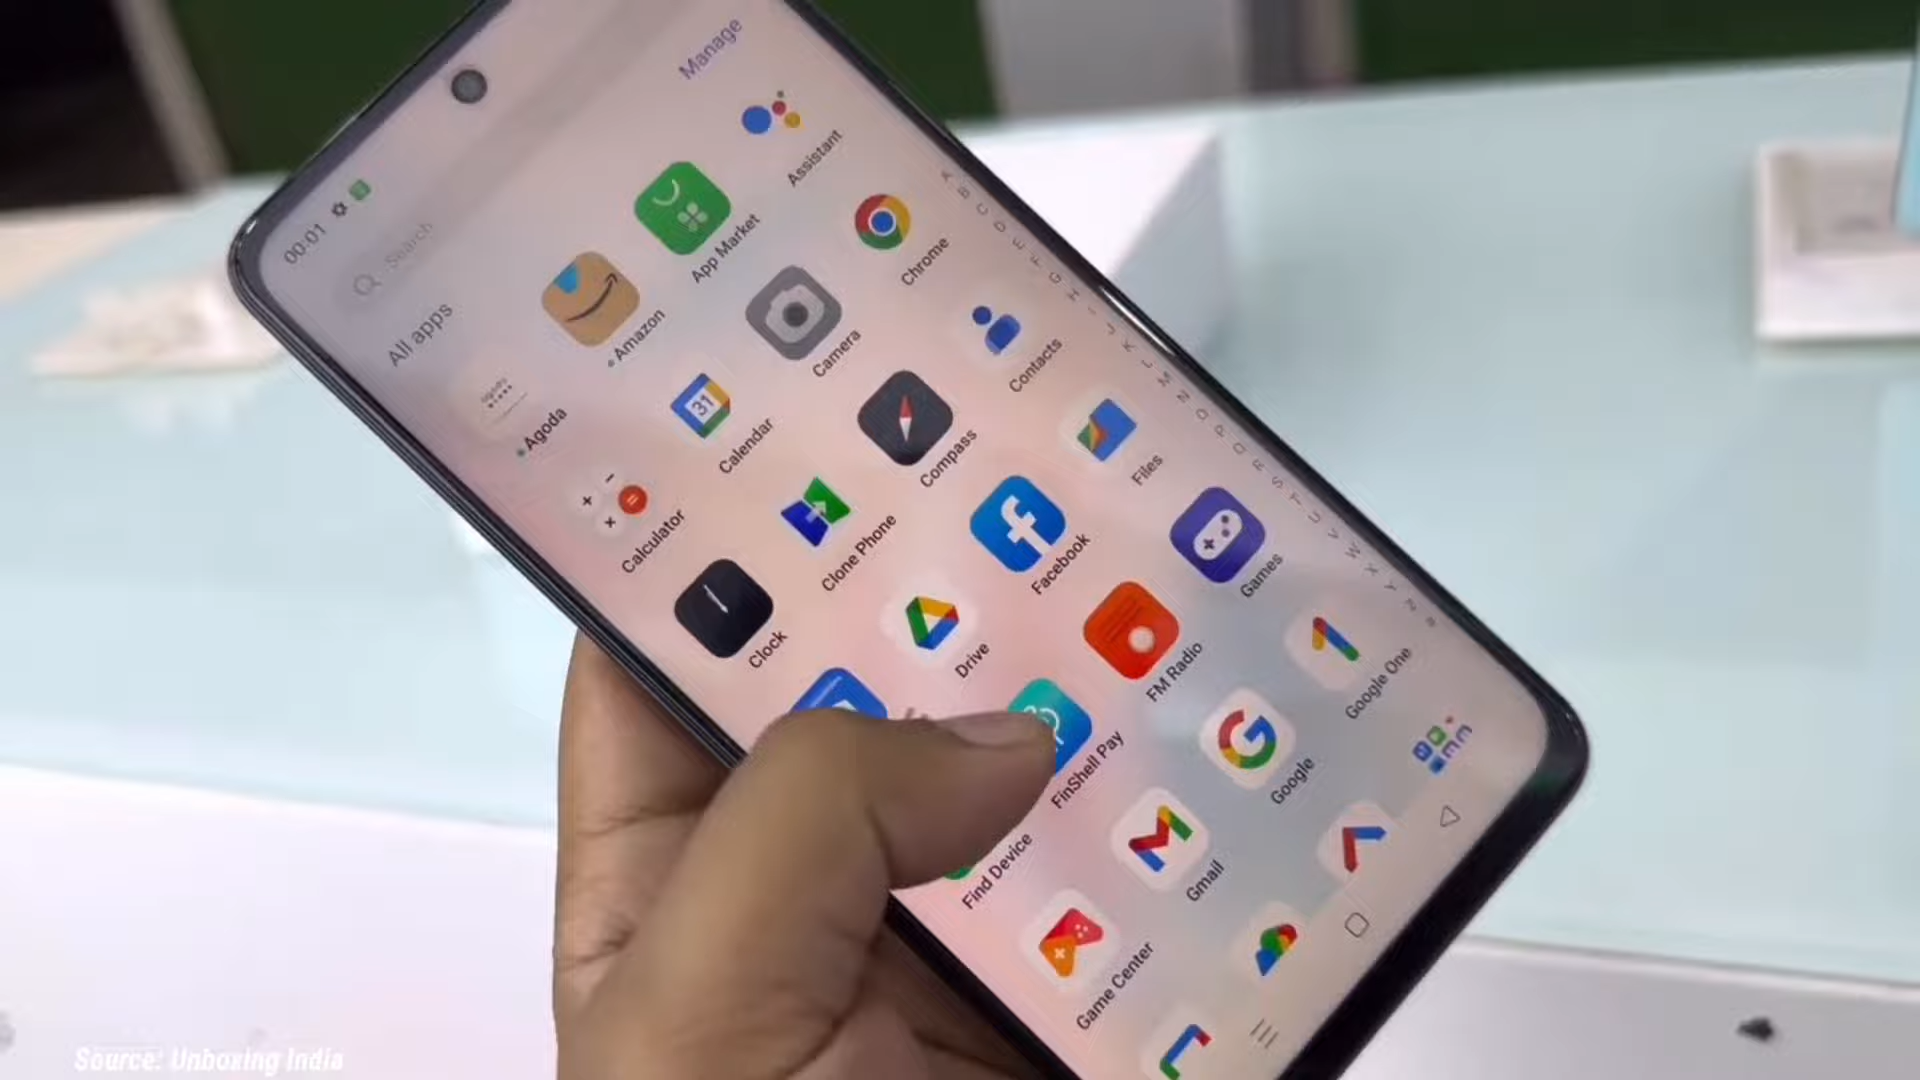 00:01
Search
Manage
All apps
Agoda
Amazon
App Market
Assistant
Calculator
Calendar
31
Camera
Chrome
Clock
Clone Phone
Compass
Contacts
Drive
Facebook
Files
Find Device
FinShell Pay
FM Radio
Games
Game Center
Gmail
Google
Google One
A
B
C
D
E
F
G
H
I
J
K
L
M
N
O
P
Q
R
S
T
U
V
W
X
Y
Z
#
Source: Unboxing India